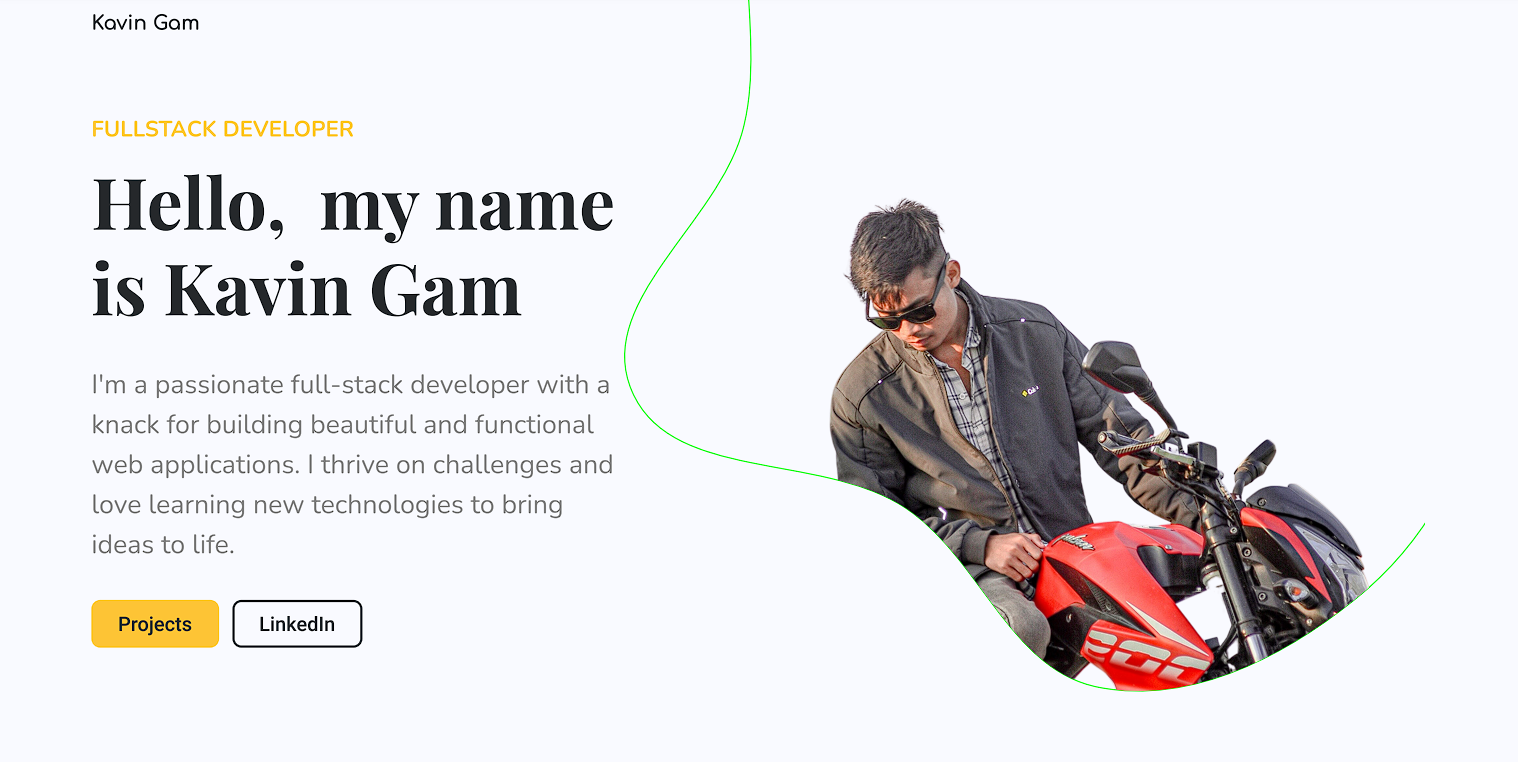 Kavin Gam
FULLSTACK DEVELOPER
Hello,  my name
is Kavin Gam
I'm a passionate full-stack developer with a
knack for building beautiful and functional
web applications. I thrive on challenges and
love learning new technologies to bring
ideas to life.
Projects
LinkedIn
200